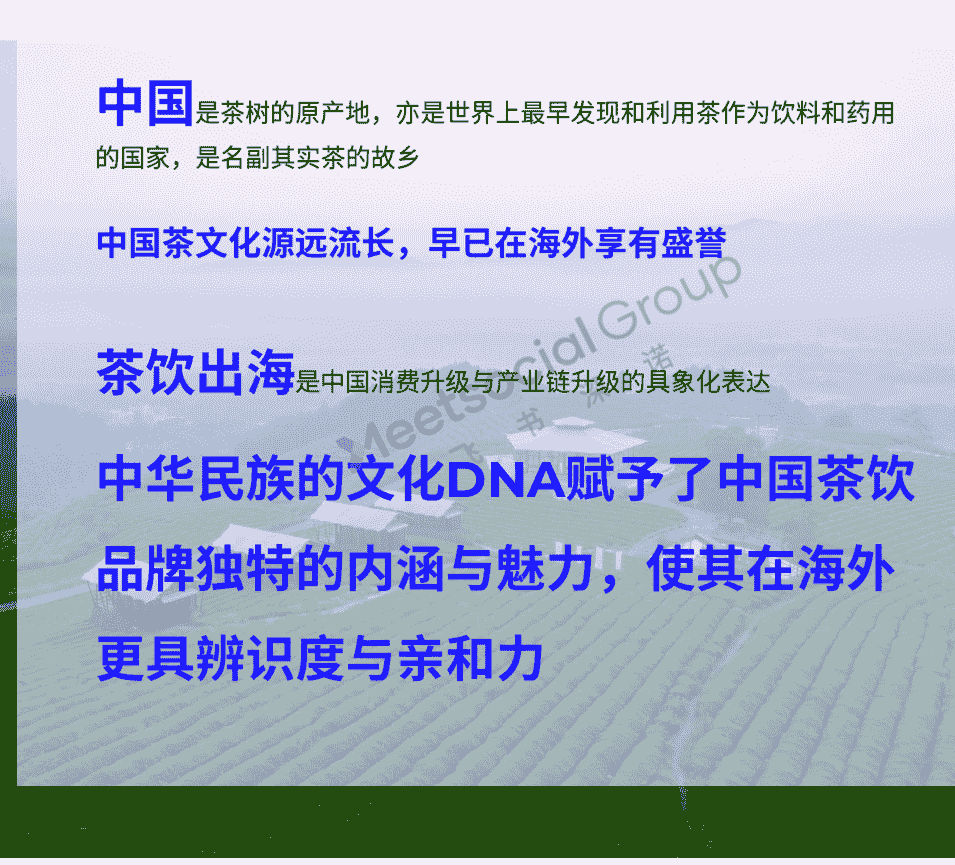 中国是茶树的原产地，亦是世界上最早发现和利用茶作为饮料和药用
的国家，是名副其实茶的故乡
中国茶文化源远流长，早已在海外享有盛誉
茶饮出海是中国消费升级与产业链升级的具象化表达
中华民族的文化DNA赋予了中国茶饮
品牌独特的内涵与魅力，使其在海外
更具辨识度与亲和力
Meetsocial Group
飞书深诺